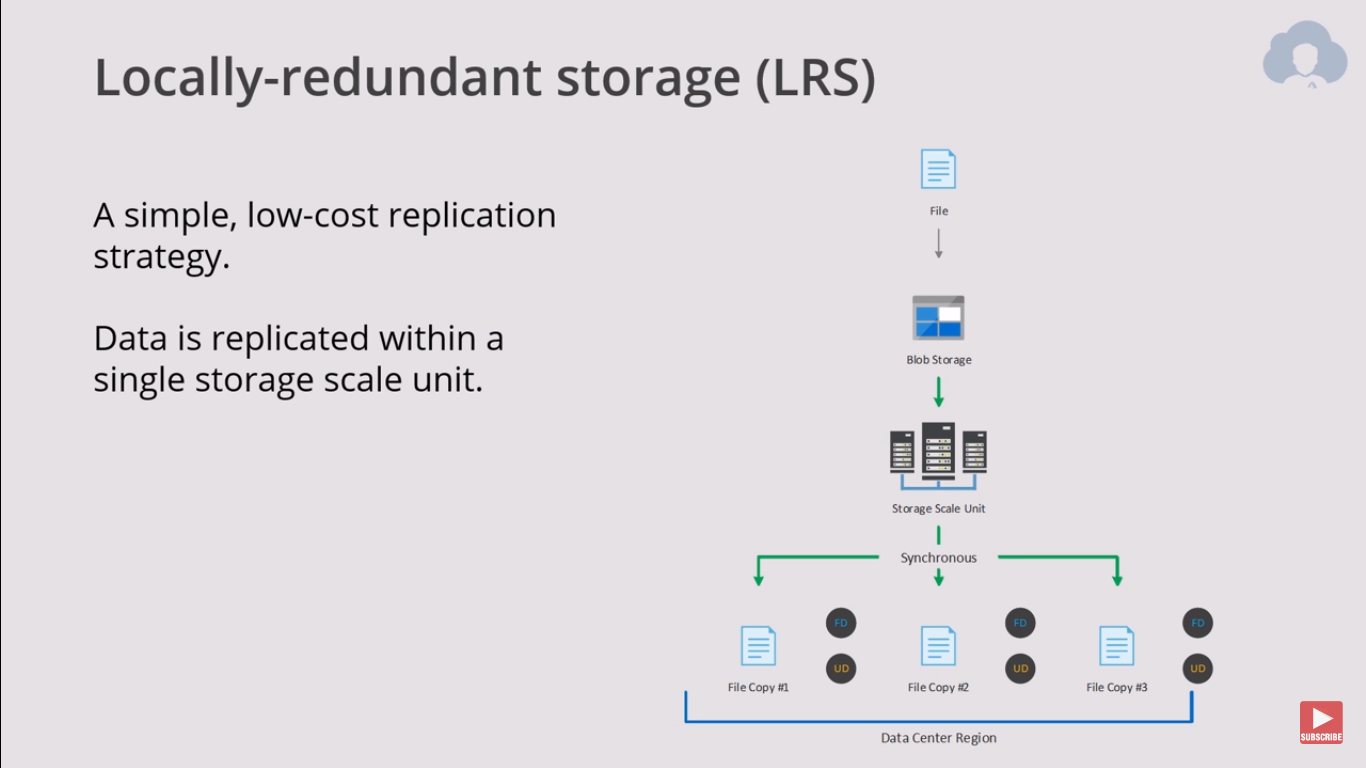 Locally-redundant storage (LRS)
A simple, low-cost replication
strategy.
Data is replicated within a
single storage scale unit.
File
Blob Storage
Storage Scale Unit
Synchronous
FD
FD
FD
UD
UD
UD
File Copy #1
File Copy #2
File Copy #3
Data Center Region
SUBSCRIBE